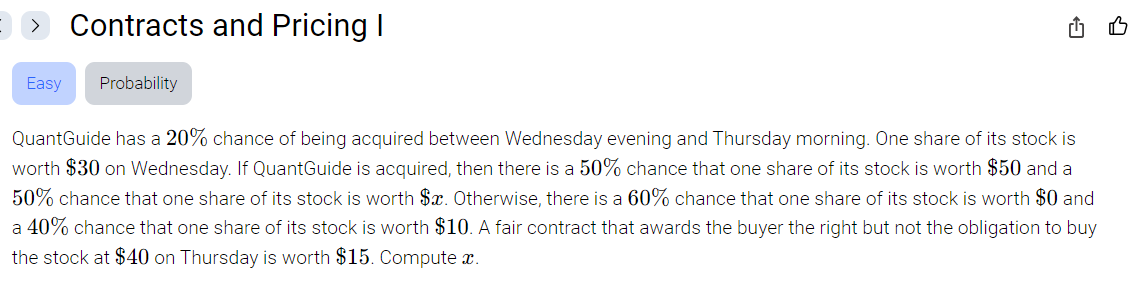 Contracts and Pricing I
Easy Probability
QuantGuide has a 20% chance of being acquired between Wednesday evening and Thursday morning. One share of its stock is
worth $30 on Wednesday. If QuantGuide is acquired, then there is a 50% chance that one share of its stock is worth $50 and a
50% chance that one share of its stock is worth $x. Otherwise, there is a 60% chance that one share of its stock is worth $0 and
a 40% chance that one share of its stock is worth $10. A fair contract that awards the buyer the right but not the obligation to buy
the stock at $40 on Thursday is worth $15. Compute x.